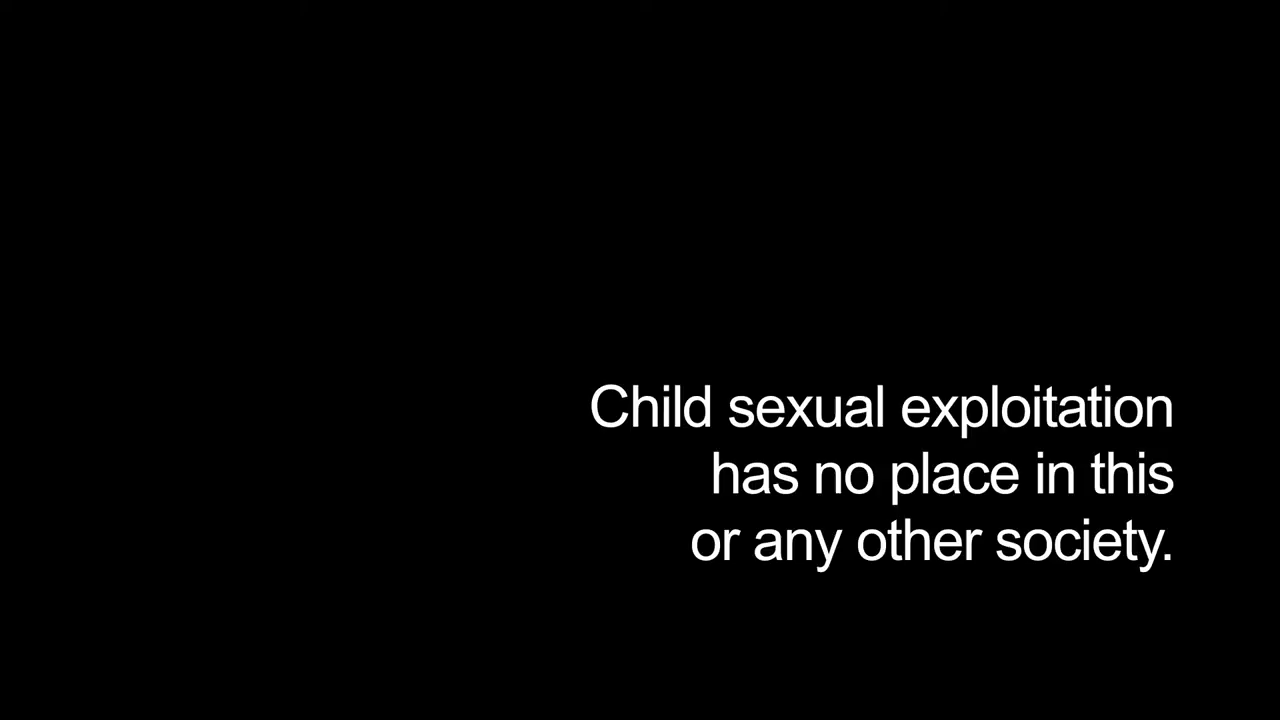 Child sexual exploitation
has no place in this
or any other society.